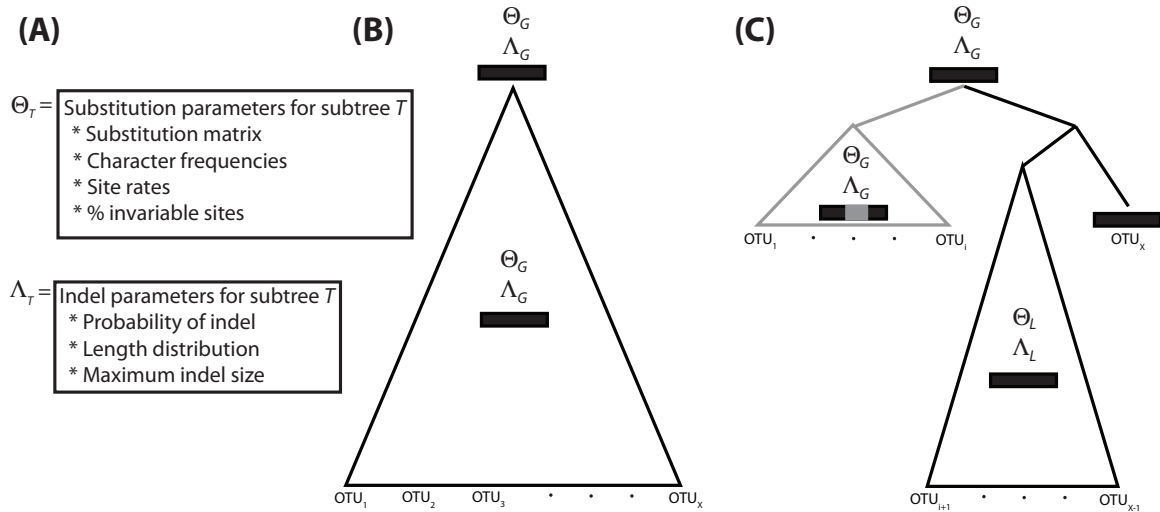 (A)
Θ_T =
Substitution parameters for subtree T
* Substitution matrix
* Character frequencies
* Site rates
* % invariable sites
Λ_T =
Indel parameters for subtree T
* Probability of indel
* Length distribution
* Maximum indel size
(B)
Θ_G
Λ_G
Θ_G
Λ_G
OTU_1 OTU_2 OTU_3 . . . OTU_x
(C)
Θ_G
Λ_G
Θ_G
Λ_G
OTU_1 . . . OTU_i
OTU_x
Θ_L
Λ_L
OTU_i+1 . . . OTU_x-1